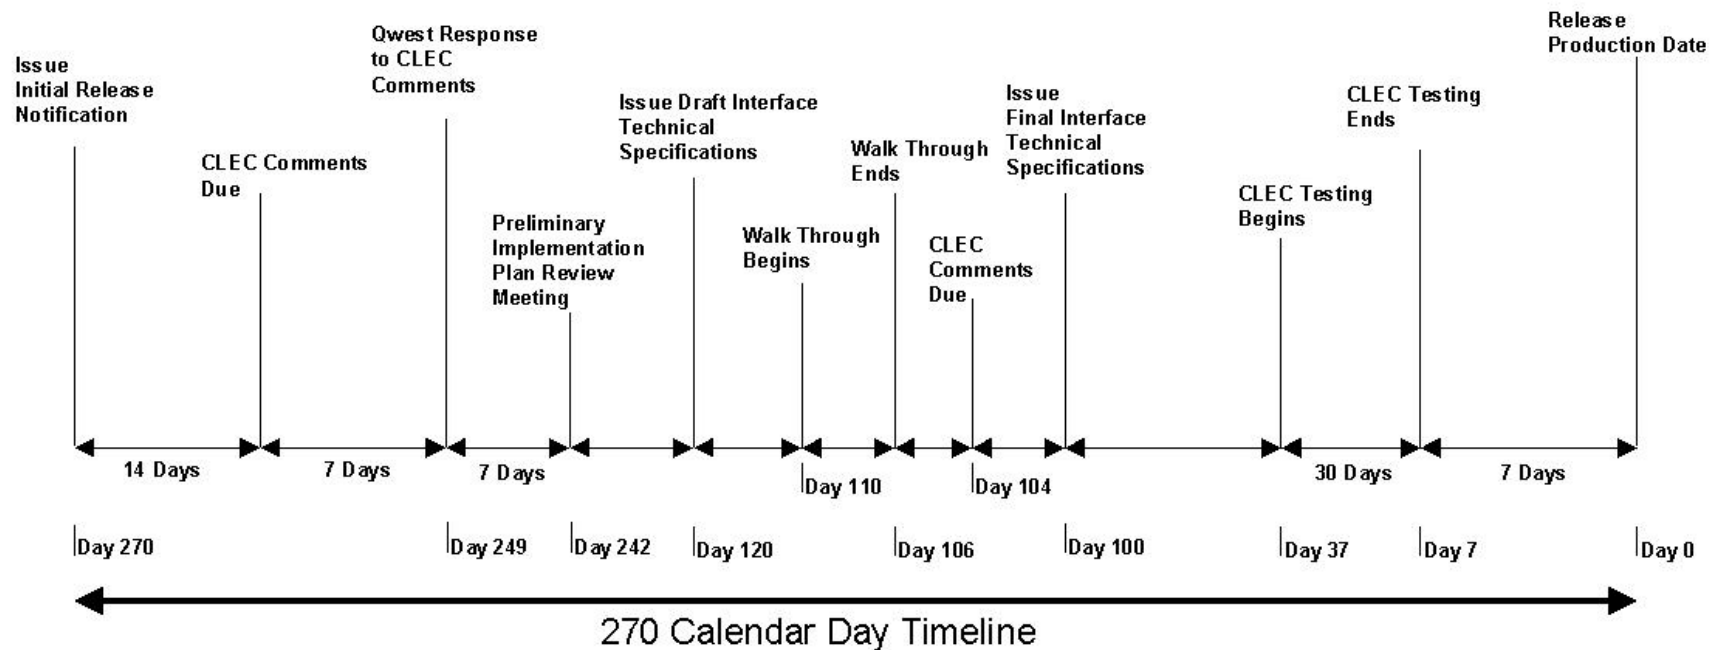 Issue
Initial Release
Notification
CLEC Comments
Due
Qwest Response
to CLEC
Comments
Preliminary
Implementation
Plan Review
Meeting
Issue Draft Interface
Technical
Specifications
Walk Through
Begins
Walk Through
Ends
CLEC
Comments
Due
Issue
Final Interface
Technical
Specifications
CLEC Testing
Begins
CLEC Testing
Ends
Release
Production Date
14 Days
7 Days
7 Days
30 Days
7 Days
Day 110
Day 104
Day 270
Day 249
Day 242
Day 120
Day 106
Day 100
Day 37
Day 7
Day 0
270 Calendar Day Timeline